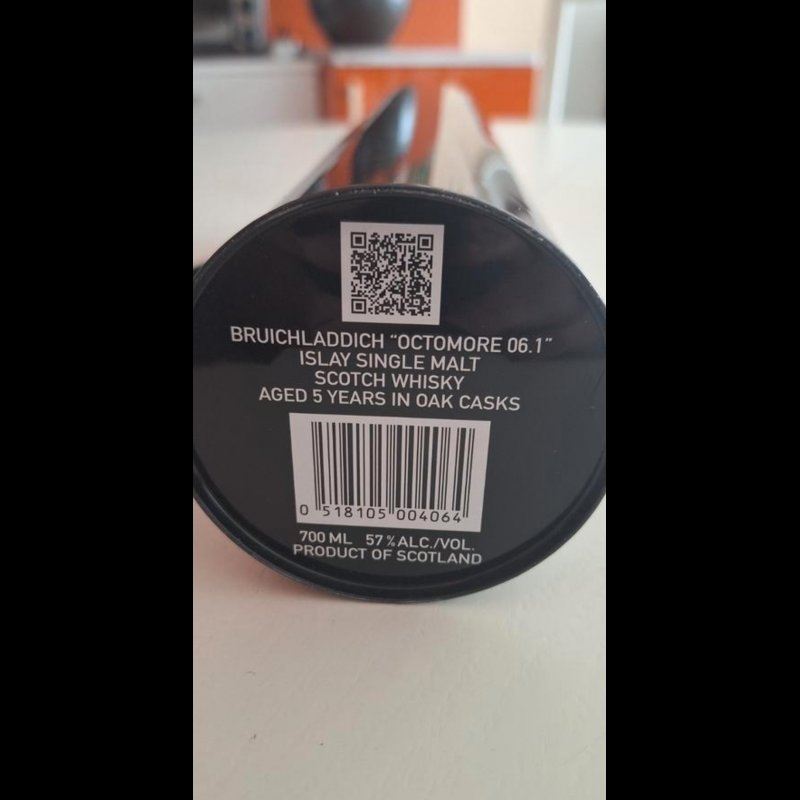 BRUICHLADDICH "OCTOMORE 06.1"
ISLAY SINGLE MALT
SCOTCH WHISKY
AGED 5 YEARS IN OAK CASKS
0 518105 004064
700 ML 57 % ALC./VOL.
PRODUCT OF SCOTLAND